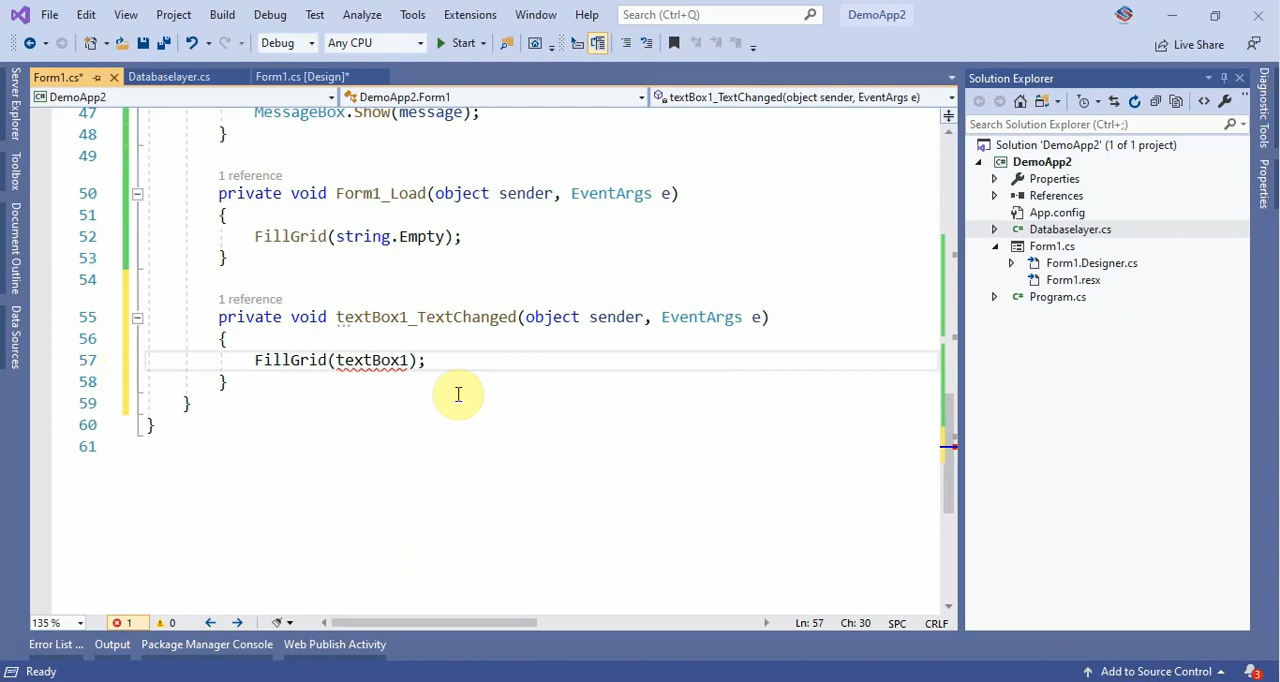 File Edit View Project Build Debug Test Analyze Tools Extensions Window Help Search (Ctrl+Q) DemoApp2
Debug Any CPU Start Live Share
Form1.cs* Databaselayer.cs Form1.cs [Design]*
DemoApp2 DemoApp2.Form1 textBox1_TextChanged(object sender, EventArgs e)
47 MessageBox.Show(message);
48 }
49
1 reference
50 private void Form1_Load(object sender, EventArgs e)
51 {
52 FillGrid(string.Empty);
53 }
54
1 reference
55 private void textBox1_TextChanged(object sender, EventArgs e)
56 {
57 FillGrid(textBox1);
58 }
59 }
60 }
61
135 % 1 0 Ln: 57 Ch: 30 SPC CRLF
Error List ... Output Package Manager Console Web Publish Activity
Ready Add to Source Control 3
Server Explorer
Toolbox
Document Outline
Data Sources
Solution Explorer
Search Solution Explorer (Ctrl+;)
Solution 'DemoApp2' (1 of 1 project)
DemoApp2
Properties
References
App.config
Databaselayer.cs
Form1.cs
Form1.Designer.cs
Form1.resx
Program.cs
Diagnostic Tools
Properties